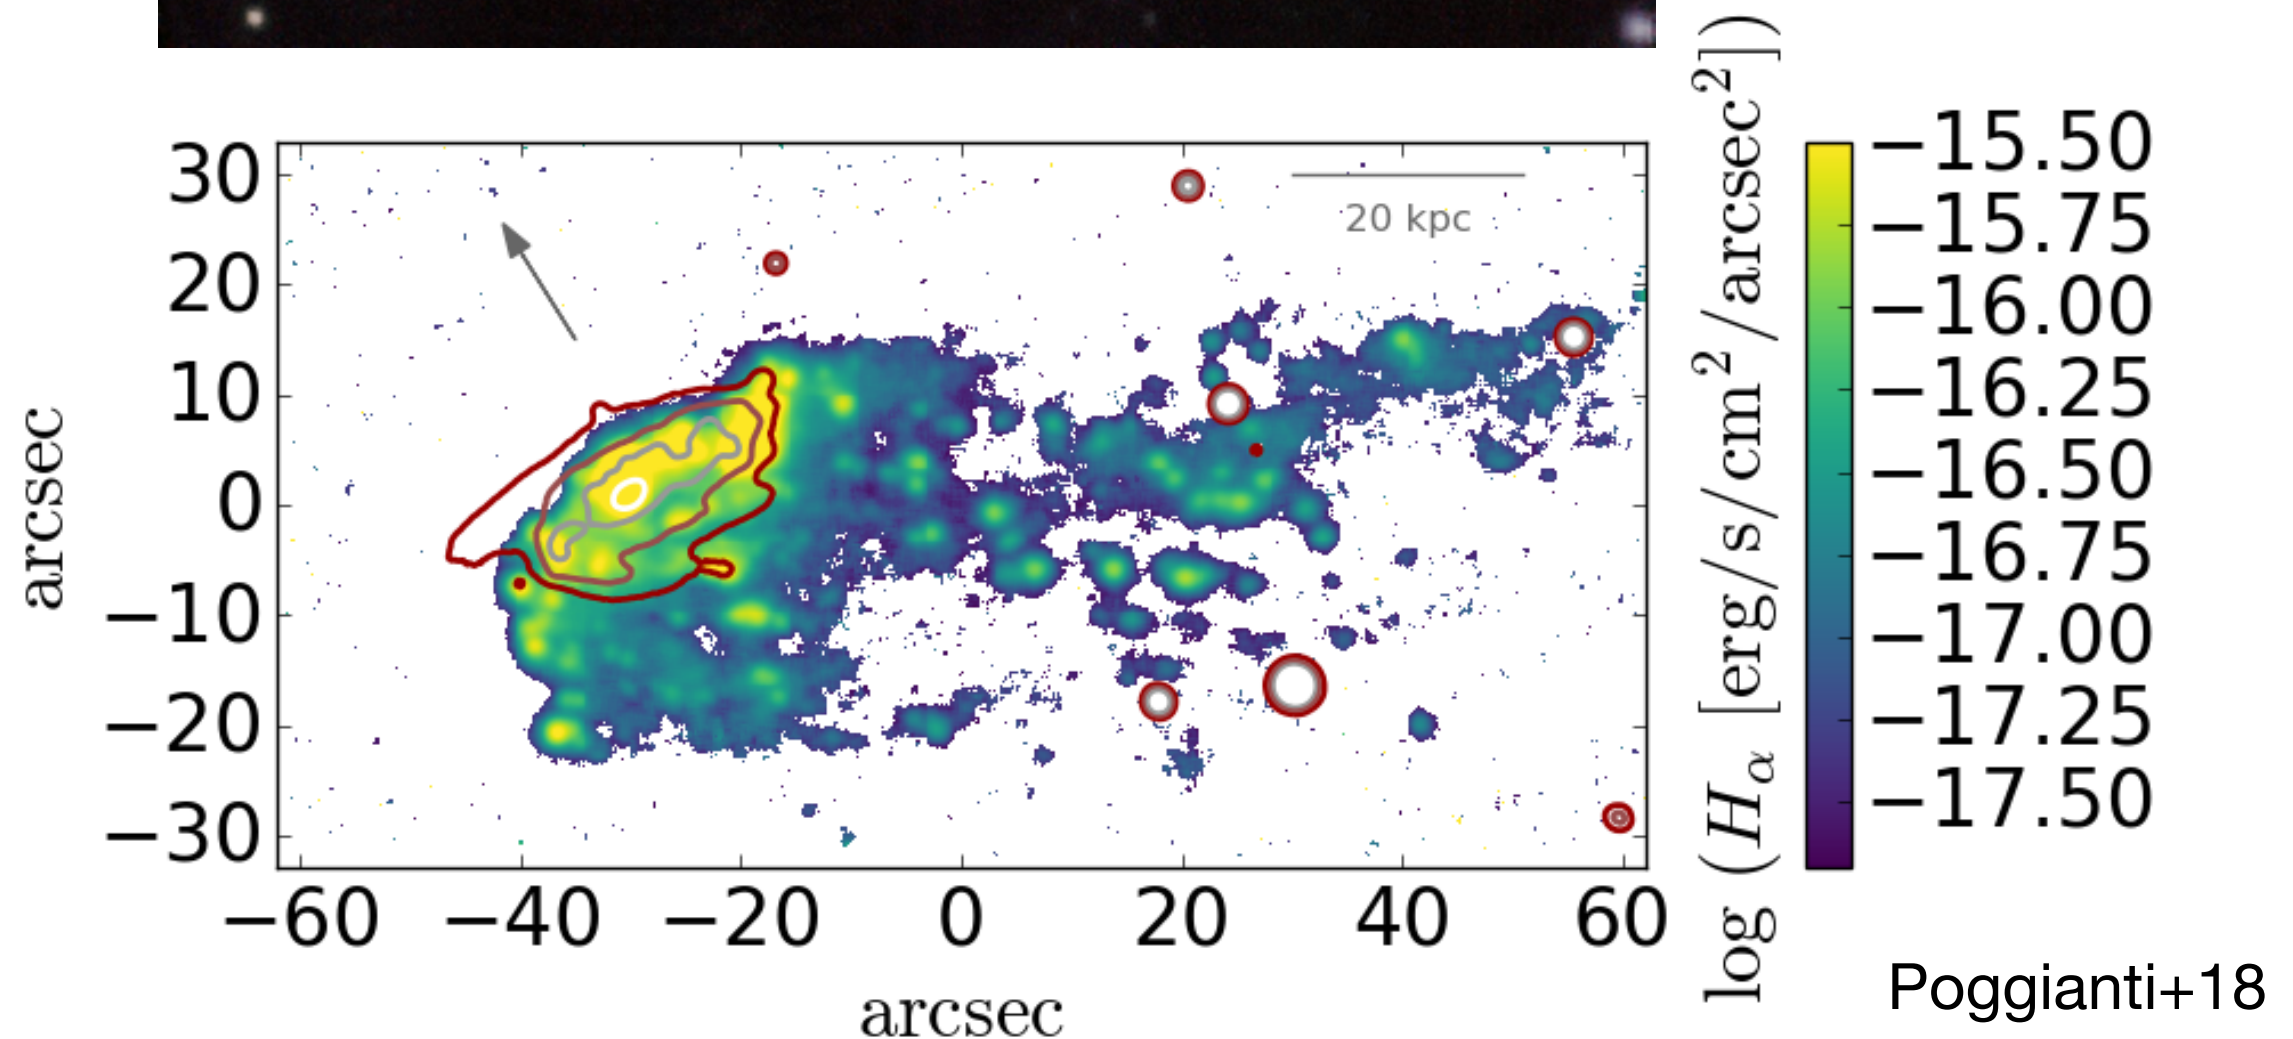 30
20
10
0
−10
−20
−30
arcsec
20 kpc
−60 −40 −20 0 20 40 60
arcsec
log (Hα [erg/s/cm²/arcsec²])
−15.50
−15.75
−16.00
−16.25
−16.50
−16.75
−17.00
−17.25
−17.50
Poggianti+18